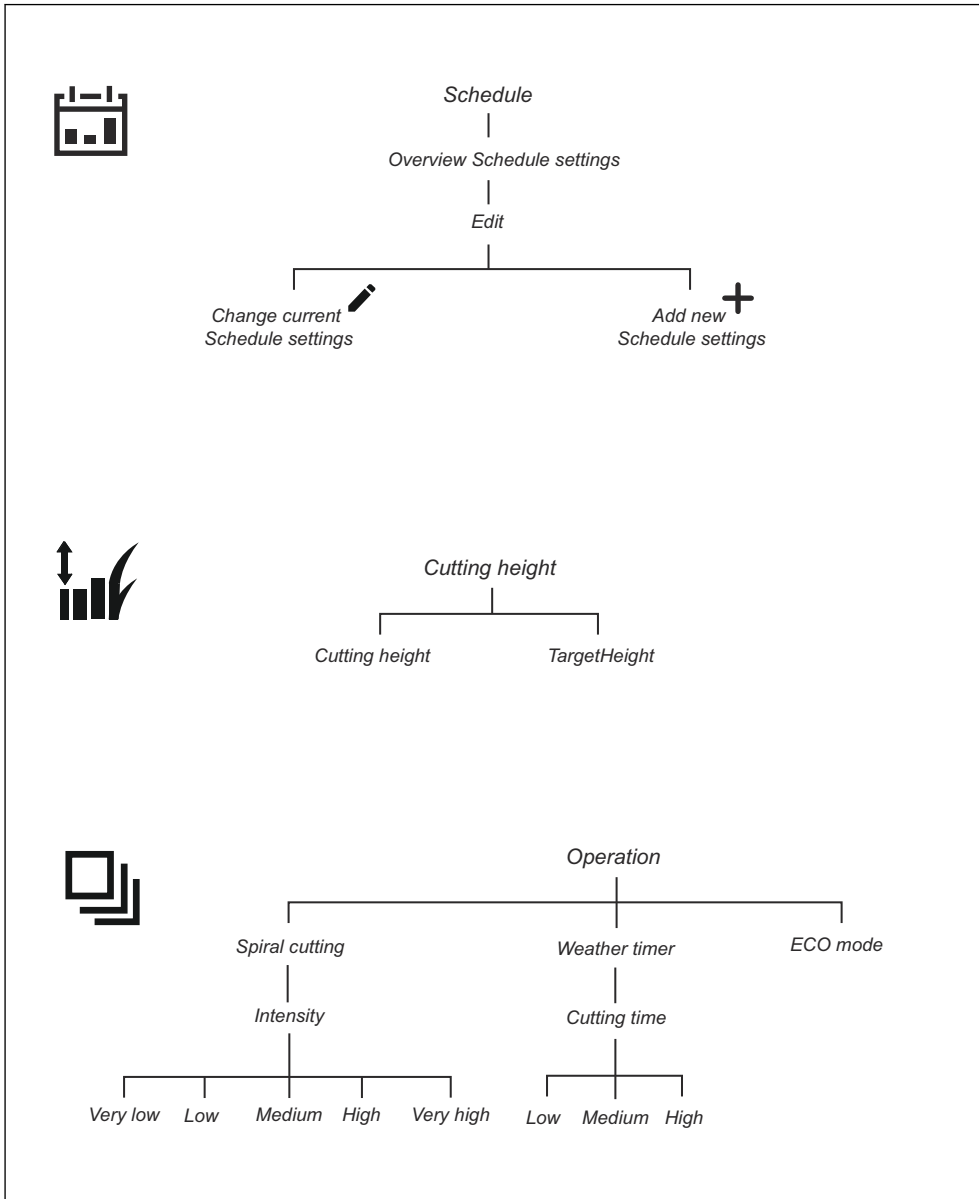 Schedule
Overview Schedule settings
Edit
Change current
Schedule settings
Add new
Schedule settings
Cutting height
Cutting height
TargetHeight
Operation
Spiral cutting
Weather timer
ECO mode
Intensity
Cutting time
Very low
Low
Medium
High
Very high
Low
Medium
High